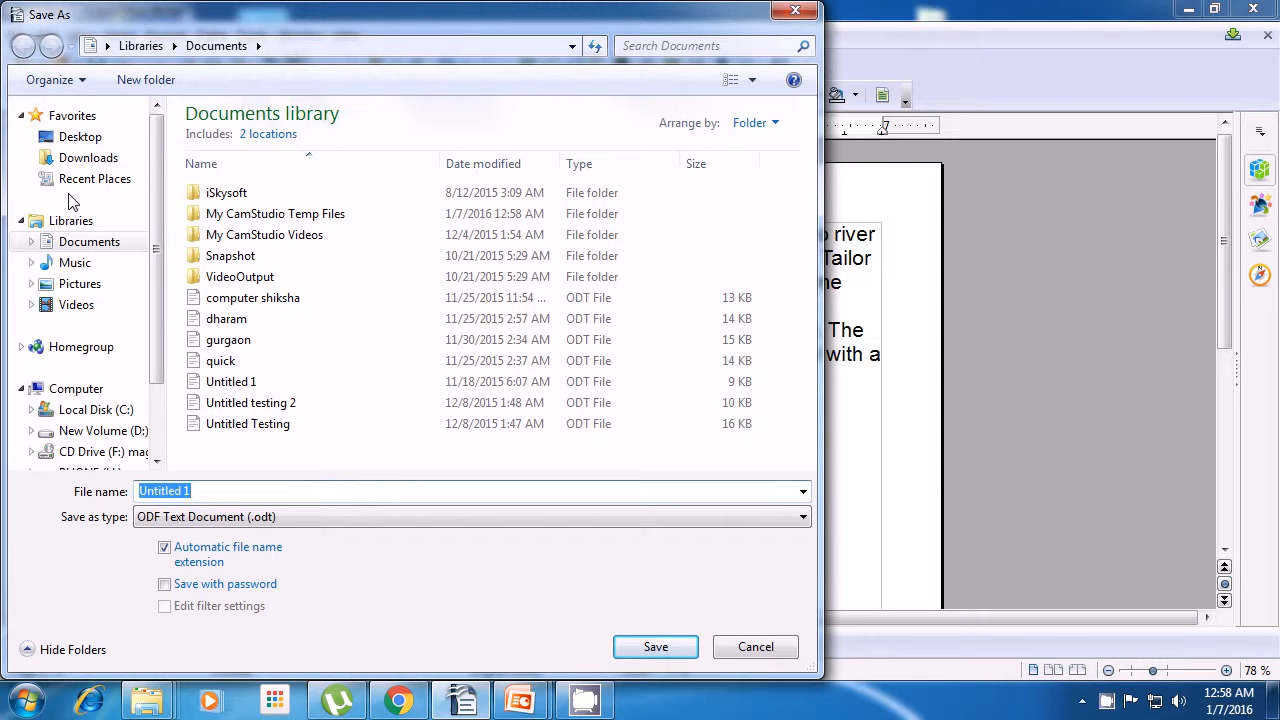 Save As
Libraries Documents
Search Documents
Organize New folder
Favorites
Desktop
Downloads
Recent Places
Libraries
Documents
Music
Pictures
Videos
Homegroup
Computer
Local Disk (C:)
New Volume (D:)
CD Drive (F:) mag
Documents library
Includes: 2 locations
Arrange by: Folder
Name Date modified Type Size
iSkysoft 8/12/2015 3:09 AM File folder
My CamStudio Temp Files 1/7/2016 12:58 AM File folder
My CamStudio Videos 12/4/2015 1:54 AM File folder
Snapshot 10/21/2015 5:29 AM File folder
VideoOutput 10/21/2015 5:29 AM File folder
computer shiksha 11/25/2015 11:54 ... ODT File 13 KB
dharam 11/25/2015 2:57 AM ODT File 14 KB
gurgaon 11/30/2015 2:34 AM ODT File 15 KB
quick 11/25/2015 2:37 AM ODT File 14 KB
Untitled 1 11/18/2015 6:07 AM ODT File 9 KB
Untitled testing 2 12/8/2015 1:48 AM ODT File 10 KB
Untitled Testing 12/8/2015 1:47 AM ODT File 16 KB
File name: Untitled 1
Save as type: ODF Text Document (.odt)
Automatic file name
extension
Save with password
Edit filter settings
Hide Folders
Save Cancel
river
Tailor
The
with a
78 %
12:58 AM
1/7/2016